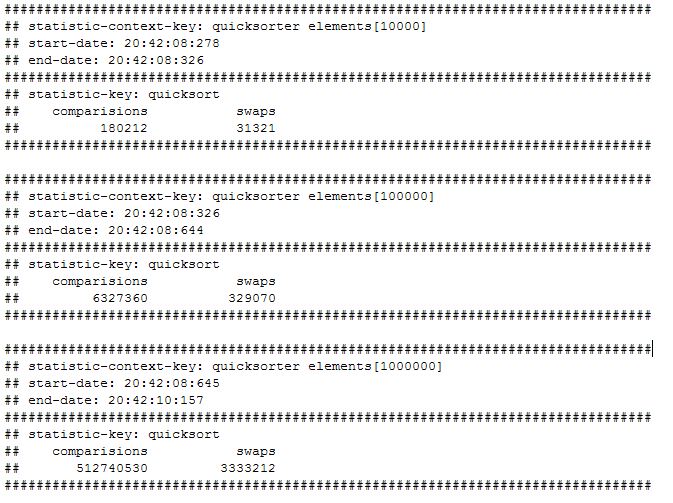 ################################################################################
## statistic-context-key: quicksorter elements[10000]
## start-date: 20:42:08:278
## end-date: 20:42:08:326
################################################################################
## statistic-key: quicksort
##    comparisions           swaps
##          180212           31321
################################################################################

################################################################################
## statistic-context-key: quicksorter elements[100000]
## start-date: 20:42:08:326
## end-date: 20:42:08:644
################################################################################
## statistic-key: quicksort
##    comparisions           swaps
##         6327360          329070
################################################################################

################################################################################
## statistic-context-key: quicksorter elements[1000000]
## start-date: 20:42:08:645
## end-date: 20:42:10:157
################################################################################
## statistic-key: quicksort
##    comparisions           swaps
##       512740530         3333212
################################################################################